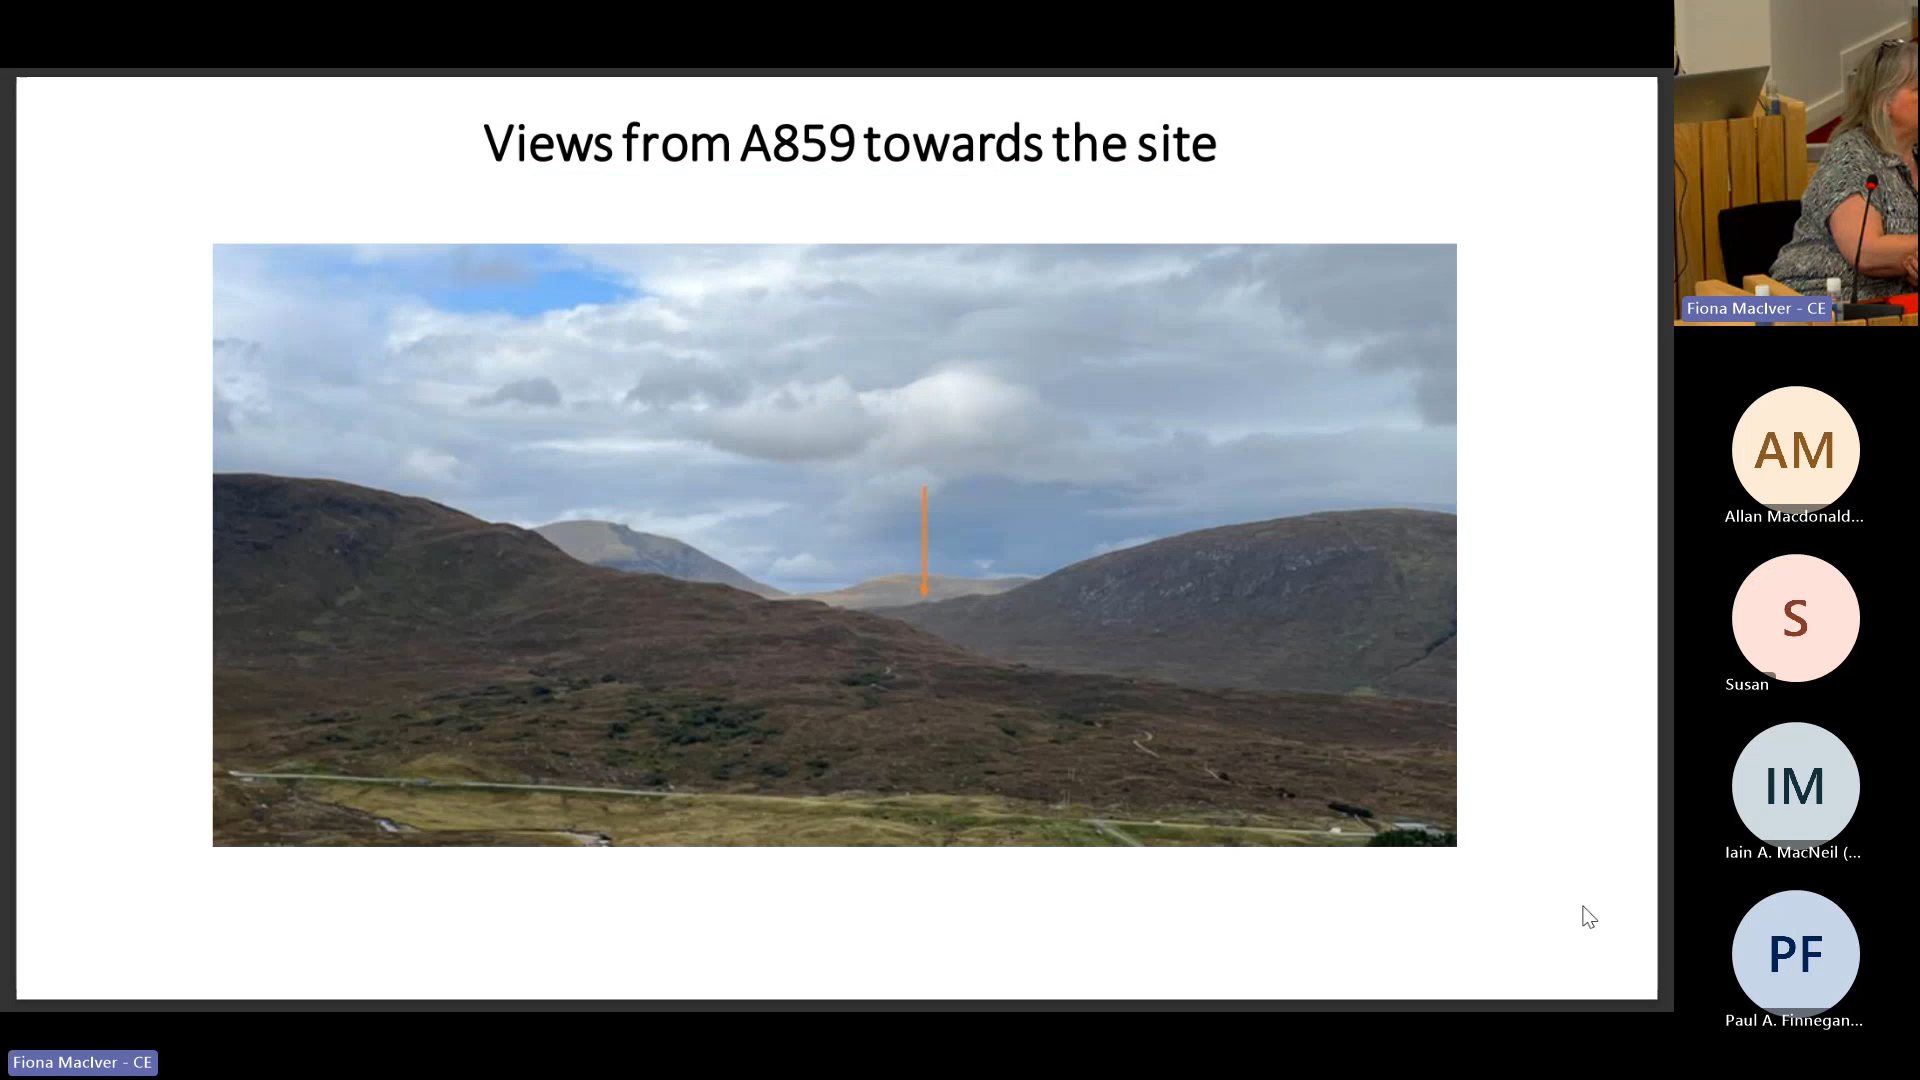 Views from A859 towards the site
Fiona MacIver - CE
AM
Allan Macdonald...
S
Susan
IM
Iain A. MacNeil (...
PF
Paul A. Finnegan...
Fiona MacIver - CE